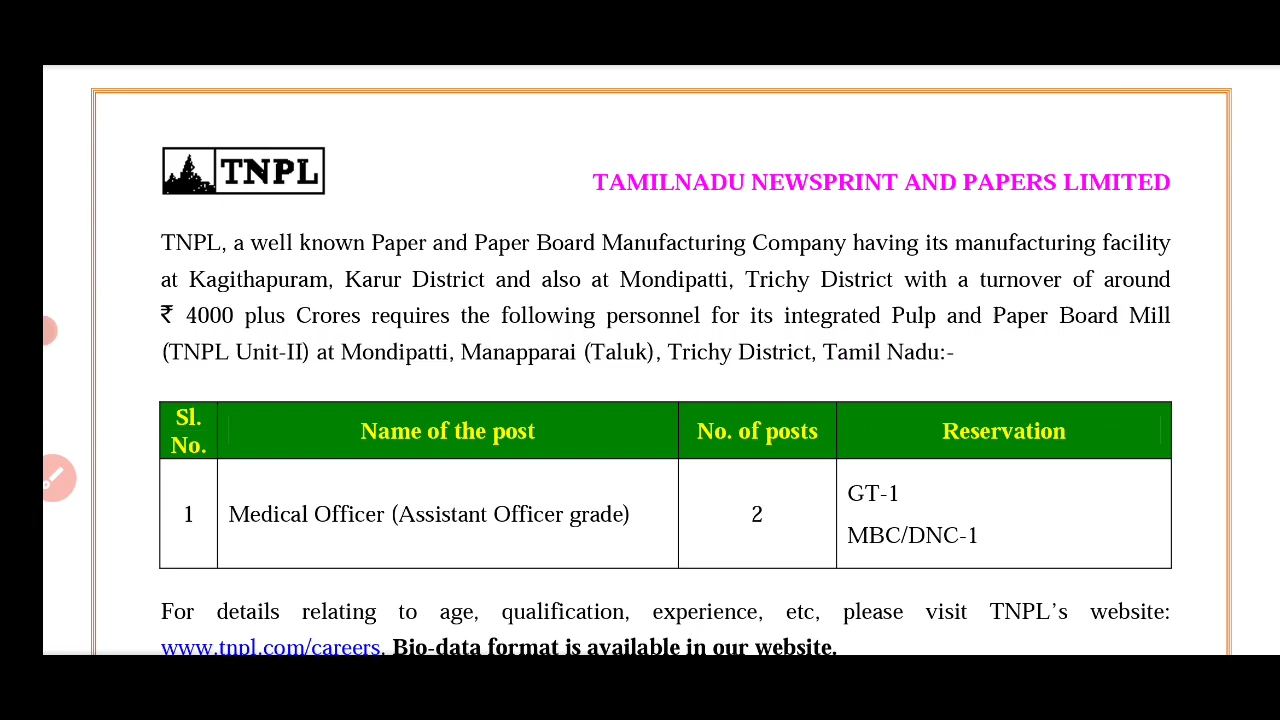 TNPL
TAMILNADU NEWSPRINT AND PAPERS LIMITED
TNPL, a well known Paper and Paper Board Manufacturing Company having its manufacturing facility
at Kagithapuram, Karur District and also at Mondipatti, Trichy District with a turnover of around
₹ 4000 plus Crores requires the following personnel for its integrated Pulp and Paper Board Mill
(TNPL Unit-II) at Mondipatti, Manapparai (Taluk), Trichy District, Tamil Nadu:-
Sl. No. Name of the post No. of posts Reservation
1 Medical Officer (Assistant Officer grade) 2 GT-1
MBC/DNC-1
For details relating to age, qualification, experience, etc, please visit TNPL’s website:
www.tnpl.com/careers. Bio-data format is available in our website.